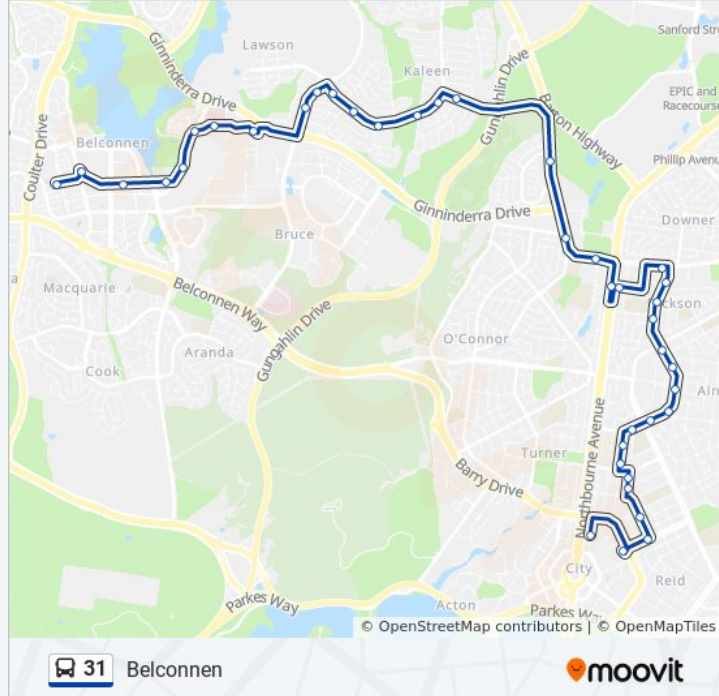 Lawson
Sanford Str
Ginninderra Drive
Kaleen
Gungahlin Drive
EPIC and
Racecourse
Barton Highway
Coulter Drive
Belconnen
Phillip Avenu
Ginninderra Drive
Downer
Bruce
Belconnen Way
Macquarie
ckson
Gungahlin Drive
O'Connor
Aranda
Cook
Ain
Northbourne Avenue
Turner
Barry Drive
City
Reid
Parkes Way
Acton
Parkes Wa
© OpenStreetMap contributors | © OpenMapTiles
31 Belconnen
moovit